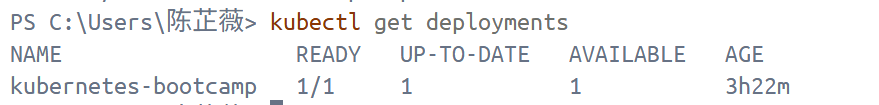 PS C:\Users\陈芷薇> kubectl get deployments
NAME READY UP-TO-DATE AVAILABLE AGE
kubernetes-bootcamp 1/1 1 1 3h22m